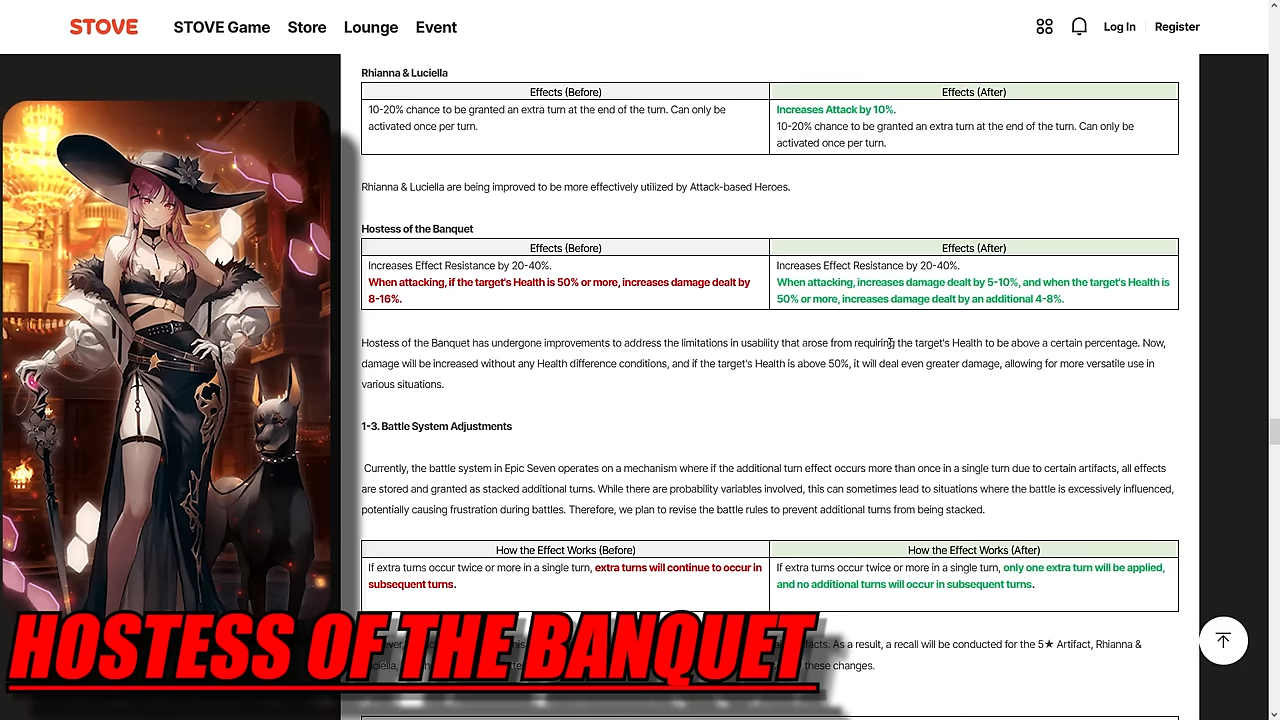 STOVE
STOVE Game Store Lounge Event
Log In Register
Rhianna & Luciella
Effects (Before) Effects (After)
10-20% chance to be granted an extra turn at the end of the turn. Can only be
activated once per turn.
Increases Attack by 10%.
10-20% chance to be granted an extra turn at the end of the turn. Can only be
activated once per turn.
Rhianna & Luciella are being improved to be more effectively utilized by Attack-based Heroes.
Hostess of the Banquet
Effects (Before) Effects (After)
Increases Effect Resistance by 20-40%.
When attacking, if the target's Health is 50% or more, increases damage dealt by
8-16%.
Increases Effect Resistance by 20-40%.
When attacking, increases damage dealt by 5-10%, and when the target's Health is
50% or more, increases damage dealt by an additional 4-8%.
Hostess of the Banquet has undergone improvements to address the limitations in usability that arose from requiring the target's Health to be above a certain percentage. Now,
damage will be increased without any Health difference conditions, and if the target's Health is above 50%, it will deal even greater damage, allowing for more versatile use in
various situations.
1-3. Battle System Adjustments
Currently, the battle system in Epic Seven operates on a mechanism where if the additional turn effect occurs more than once in a single turn due to certain artifacts, all effects
are stored and granted as stacked additional turns. While there are probability variables involved, this can sometimes lead to situations where the battle is excessively influenced,
potentially causing frustration during battles. Therefore, we plan to revise the battle rules to prevent additional turns from being stacked.
How the Effect Works (Before) How the Effect Works (After)
If extra turns occur twice or more in a single turn, extra turns will continue to occur in
subsequent turns.
If extra turns occur twice or more in a single turn, only one extra turn will be applied,
and no additional turns will occur in subsequent turns.
As a result, a recall will be conducted for the 5★ Artifact, Rhianna &
these changes.
HOSTESS OF THE BANQUET